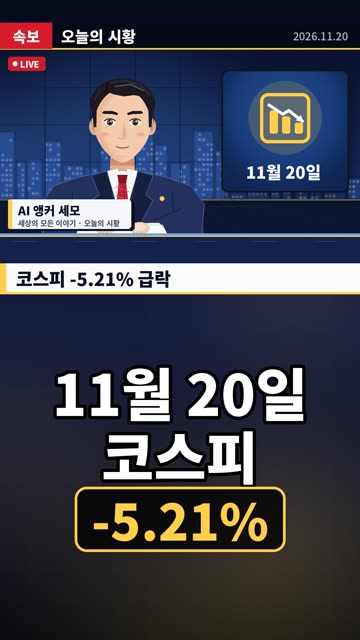 속보 오늘의 시황 2026.11.20
LIVE
11월 20일
AI 앵커 세모
세상의 모든 이야기 · 오늘의 시황
코스피 -5.21% 급락
11월 20일
코스피
-5.21%